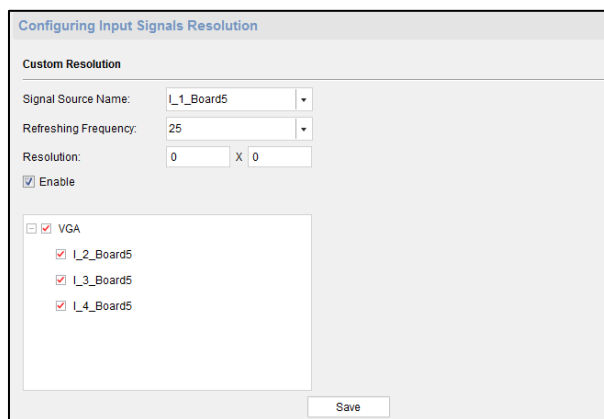 Configuring Input Signals Resolution
Custom Resolution
Signal Source Name: I_1_Board5
Refreshing Frequency: 25
Resolution: 0 X 0
Enable
VGA
I_2_Board5
I_3_Board5
I_4_Board5
Save